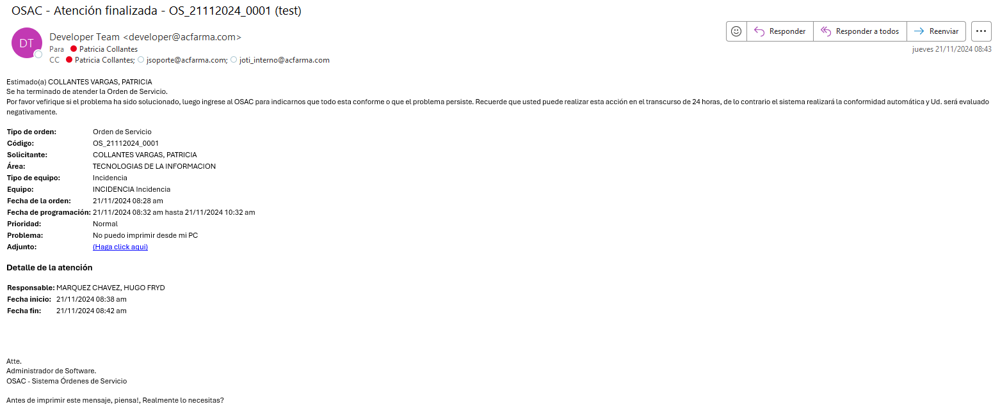 OSAC - Atención finalizada - OS_21112024_0001 (test)
DT
Developer Team <developer@acfarma.com>
Para Patricia Collantes
CC Patricia Collantes; jsoporte@acfarma.com; joti_interno@acfarma.com
Responder
Responder a todos
Reenviar
jueves 21/11/2024 08:43
Estimado(a) COLLANTES VARGAS, PATRICIA
Se ha terminado de atender la Orden de Servicio.
Por favor vefirique si el problema ha sido solucionado, luego ingrese al OSAC para indicarnos que todo esta conforme o que el problema persiste. Recuerde que usted puede realizar esta acción en el transcurso de 24 horas, de lo contrario el sistema realizará la conformidad automática y Ud. será evaluado
negativamente.
Tipo de orden: Orden de Servicio
Código: OS_21112024_0001
Solicitante: COLLANTES VARGAS, PATRICIA
Área: TECNOLOGIAS DE LA INFORMACION
Tipo de equipo: Incidencia
Equipo: INCIDENCIA Incidencia
Fecha de la orden: 21/11/2024 08:28 am
Fecha de programación: 21/11/2024 08:32 am hasta 21/11/2024 10:32 am
Prioridad: Normal
Problema: No puedo imprimir desde mi PC
Adjunto: (Haga click aqui)
Detalle de la atención
Responsable: MARQUEZ CHAVEZ, HUGO FRYD
Fecha inicio: 21/11/2024 08:38 am
Fecha fin: 21/11/2024 08:42 am
Atte.
Administrador de Software.
OSAC - Sistema Órdenes de Servicio
Antes de imprimir este mensaje, piensa!, Realmente lo necesitas?